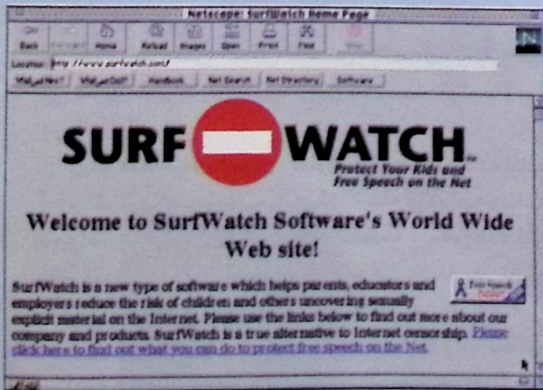 Netscape: SurfWatch Home Page
Back Forward Home Reload Images Open Print Find Stop
Location: http://www.surfwatch.com/
What's New? What's Cool? Handbook Net Search Net Directory Software
SURF WATCH™
Protect Your Kids and
Free Speech on the Net
Welcome to SurfWatch Software's World Wide
Web site!
SurfWatch is a new type of software which helps parents, educators and
employers reduce the risk of children and others uncovering sexually
explicit material on the Internet. Please use the links below to find out more about our
company and products. SurfWatch is a true alternative to Internet censorship. Please
click here to find out what you can do to protect free speech on the Net.
Free Speech
N